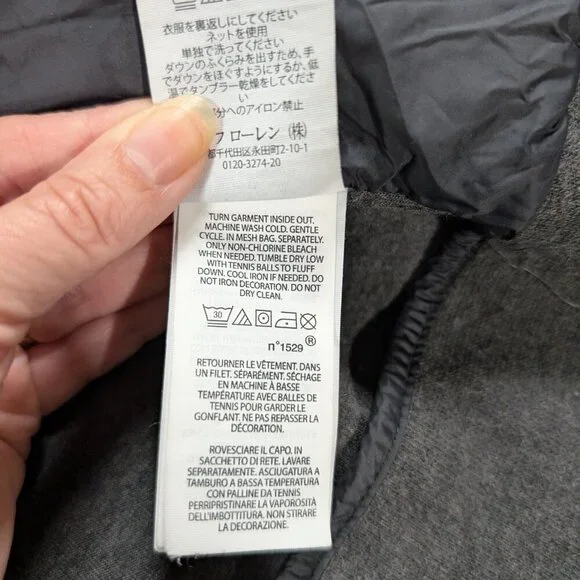 衣服を裏返しにしてください
ネットを使用
単独で洗ってください
ダウンのふくらみを出すため、手
でダウンをほぐすようにするか、低
温でタンブラー乾燥をしてくださ
い
部分へのアイロン禁止
フ ローレン (株)
都千代田区永田町2-10-1
0120-3274-20
TURN GARMENT INSIDE OUT.
MACHINE WASH COLD. GENTLE
CYCLE. IN MESH BAG. SEPARATELY.
ONLY NON-CHLORINE BLEACH
WHEN NEEDED. TUMBLE DRY LOW
WITH TENNIS BALLS TO FLUFF
DOWN. COOL IRON IF NEEDED. DO
NOT IRON DECORATION. DO NOT
DRY CLEAN.
30
n°1529 ®
RETOURNER LE VÊTEMENT. DANS
UN FILET. SÉPARÉMENT. SÉCHAGE
EN MACHINE À BASSE
TEMPÉRATURE AVEC BALLES DE
TENNIS POUR GARDER LE
GONFLANT. NE PAS REPASSER LA
DÉCORATION.
ROVESCIARE IL CAPO. IN
SACCHETTO DI RETE. LAVARE
SEPARATAMENTE. ASCIUGATURA A
TAMBURO A BASSA TEMPERATURA
CON PALLINE DA TENNIS
PERRIPRISTINARE LA VAPOROSITÀ
DELL'IMBOTTITURA. NON STIRARE
LA DECORAZIONE.